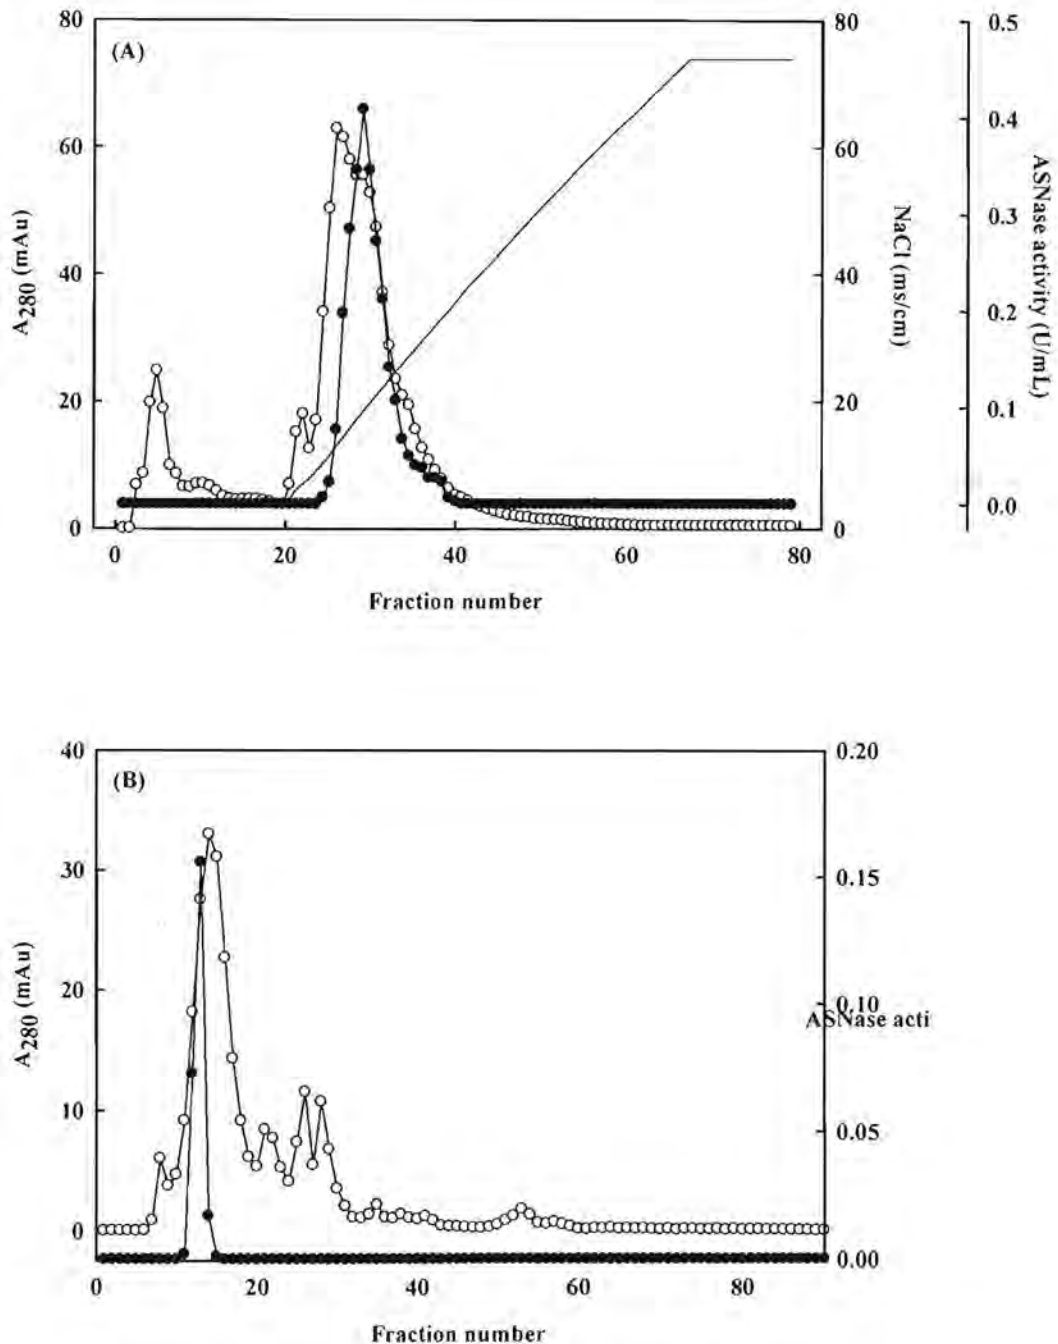 (A)
80
60
40
20
0
A280 (mAu)
0 20 40 60 80
Fraction number
80
60
40
20
0
NaCl (ms/cm)
0.5
0.4
0.3
0.2
0.1
0.0
ASNase activity (U/mL)
(B)
40
30
20
10
0
A280 (mAu)
0 20 40 60 80
Fraction number
0.20
0.15
0.10
0.05
0.00
ASNase acti